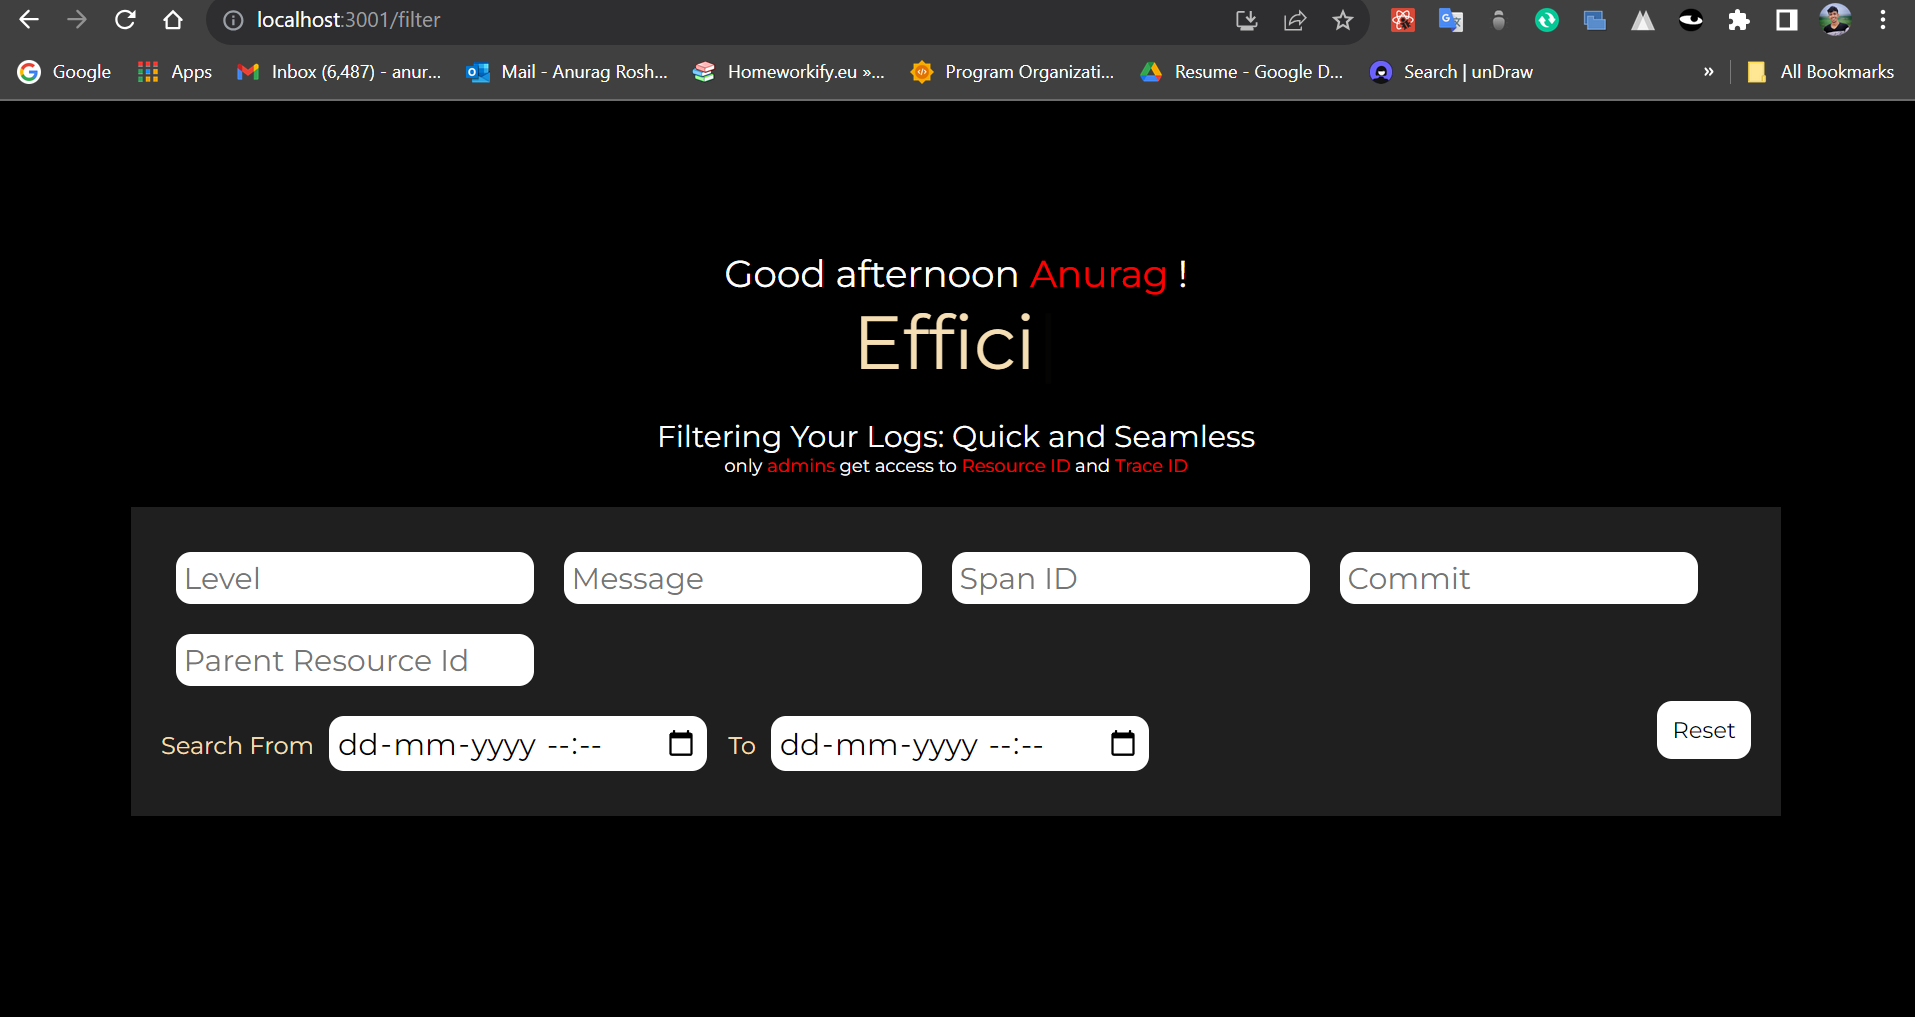 localhost:3001/filter
Google Apps Inbox (6,487) - anur... Mail - Anurag Rosh... Homeworkify.eu »... Program Organizati... Resume - Google D... Search | unDraw » All Bookmarks
Good afternoon Anurag !
Effici
Filtering Your Logs: Quick and Seamless
only admins get access to Resource ID and Trace ID
Level Message Span ID Commit
Parent Resource Id
Search From dd-mm-yyyy --:-- To dd-mm-yyyy --:-- Reset